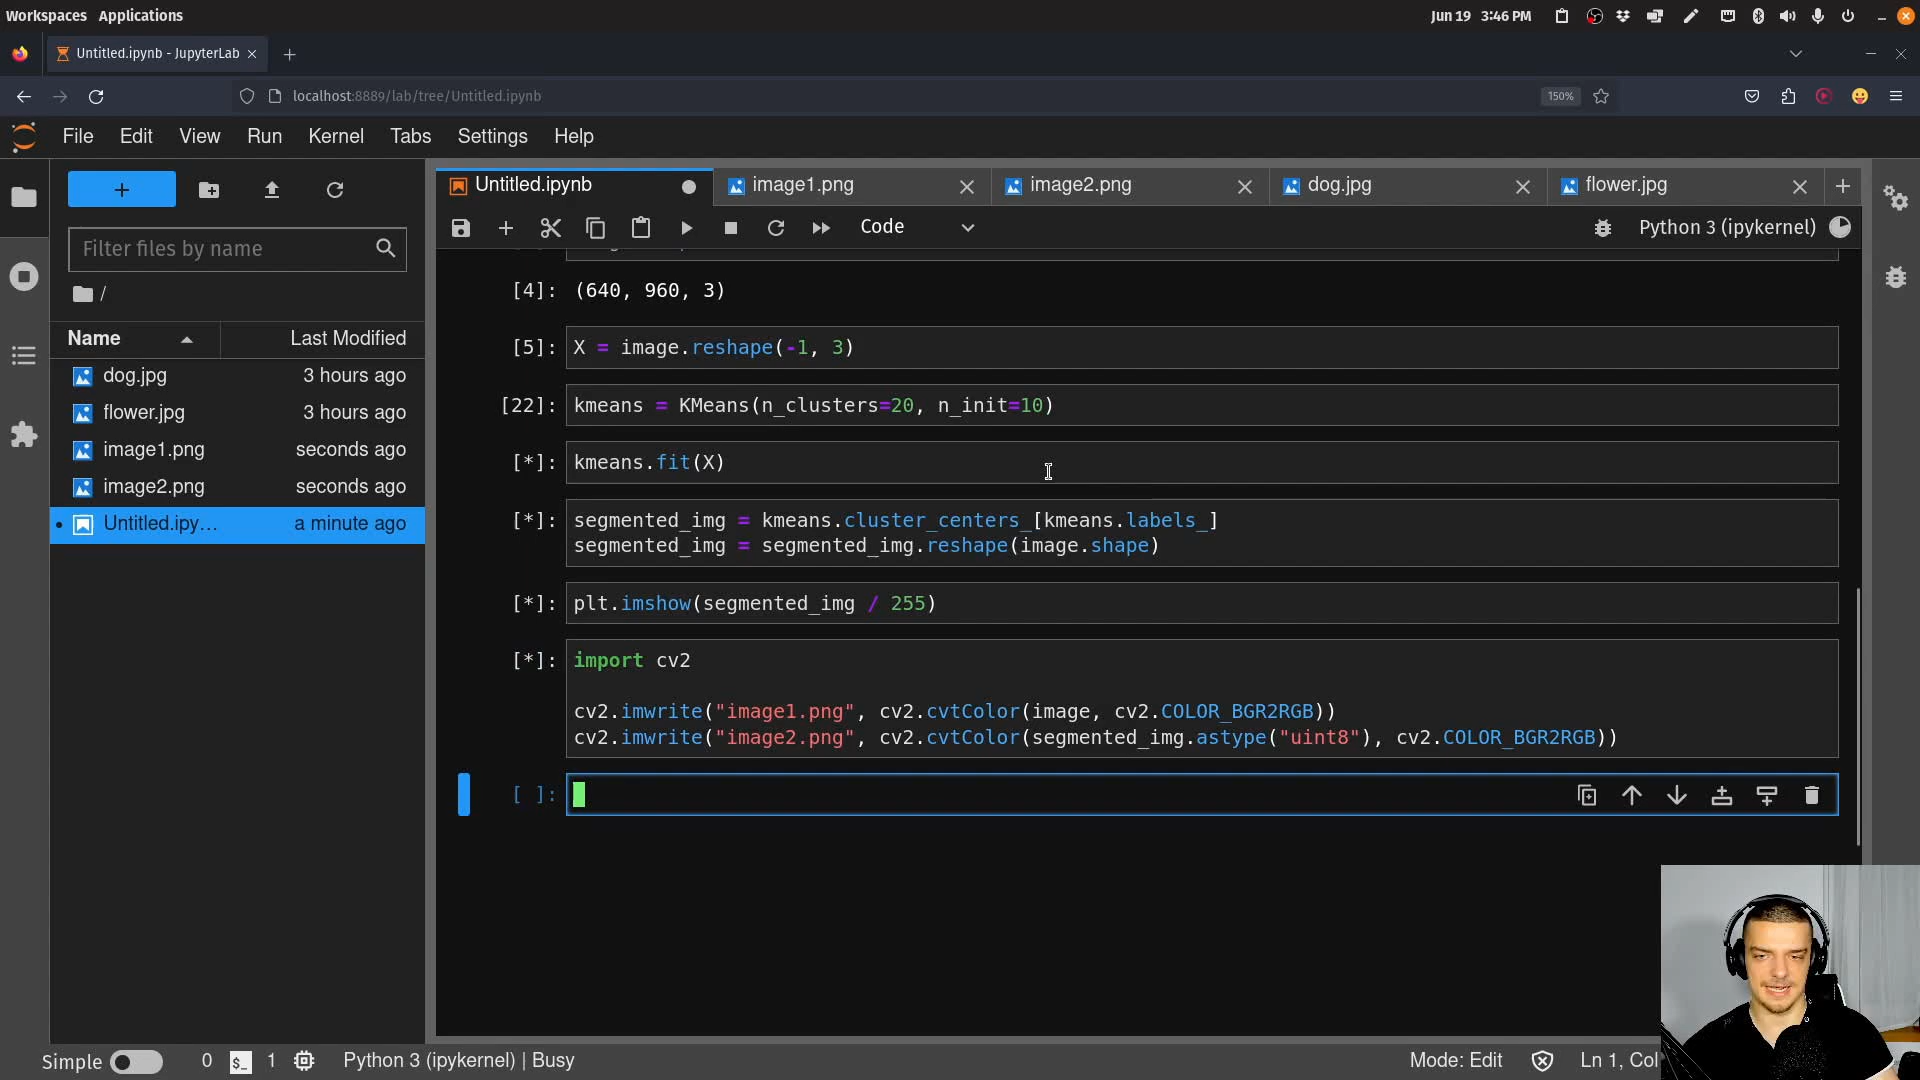 Workspaces Applications
Jun 19 3:46 PM
Untitled.ipynb - JupyterLab
localhost:8889/lab/tree/Untitled.ipynb
150%
File Edit View Run Kernel Tabs Settings Help
Untitled.ipynb
image1.png
image2.png
dog.jpg
flower.jpg
Code
Python 3 (ipykernel)
Filter files by name
/
Name Last Modified
dog.jpg 3 hours ago
flower.jpg 3 hours ago
image1.png seconds ago
image2.png seconds ago
Untitled.ipy... a minute ago
[4]: (640, 960, 3)
[5]: X = image.reshape(-1, 3)
[22]: kmeans = KMeans(n_clusters=20, n_init=10)
[*]: kmeans.fit(X)
[*]: segmented_img = kmeans.cluster_centers_[kmeans.labels_]
segmented_img = segmented_img.reshape(image.shape)
[*]: plt.imshow(segmented_img / 255)
[*]: import cv2
cv2.imwrite("image1.png", cv2.cvtColor(image, cv2.COLOR_BGR2RGB))
cv2.imwrite("image2.png", cv2.cvtColor(segmented_img.astype("uint8"), cv2.COLOR_BGR2RGB))
[ ]:
Simple 0 $_ 1 Python 3 (ipykernel) | Busy
Mode: Edit Ln 1, Col